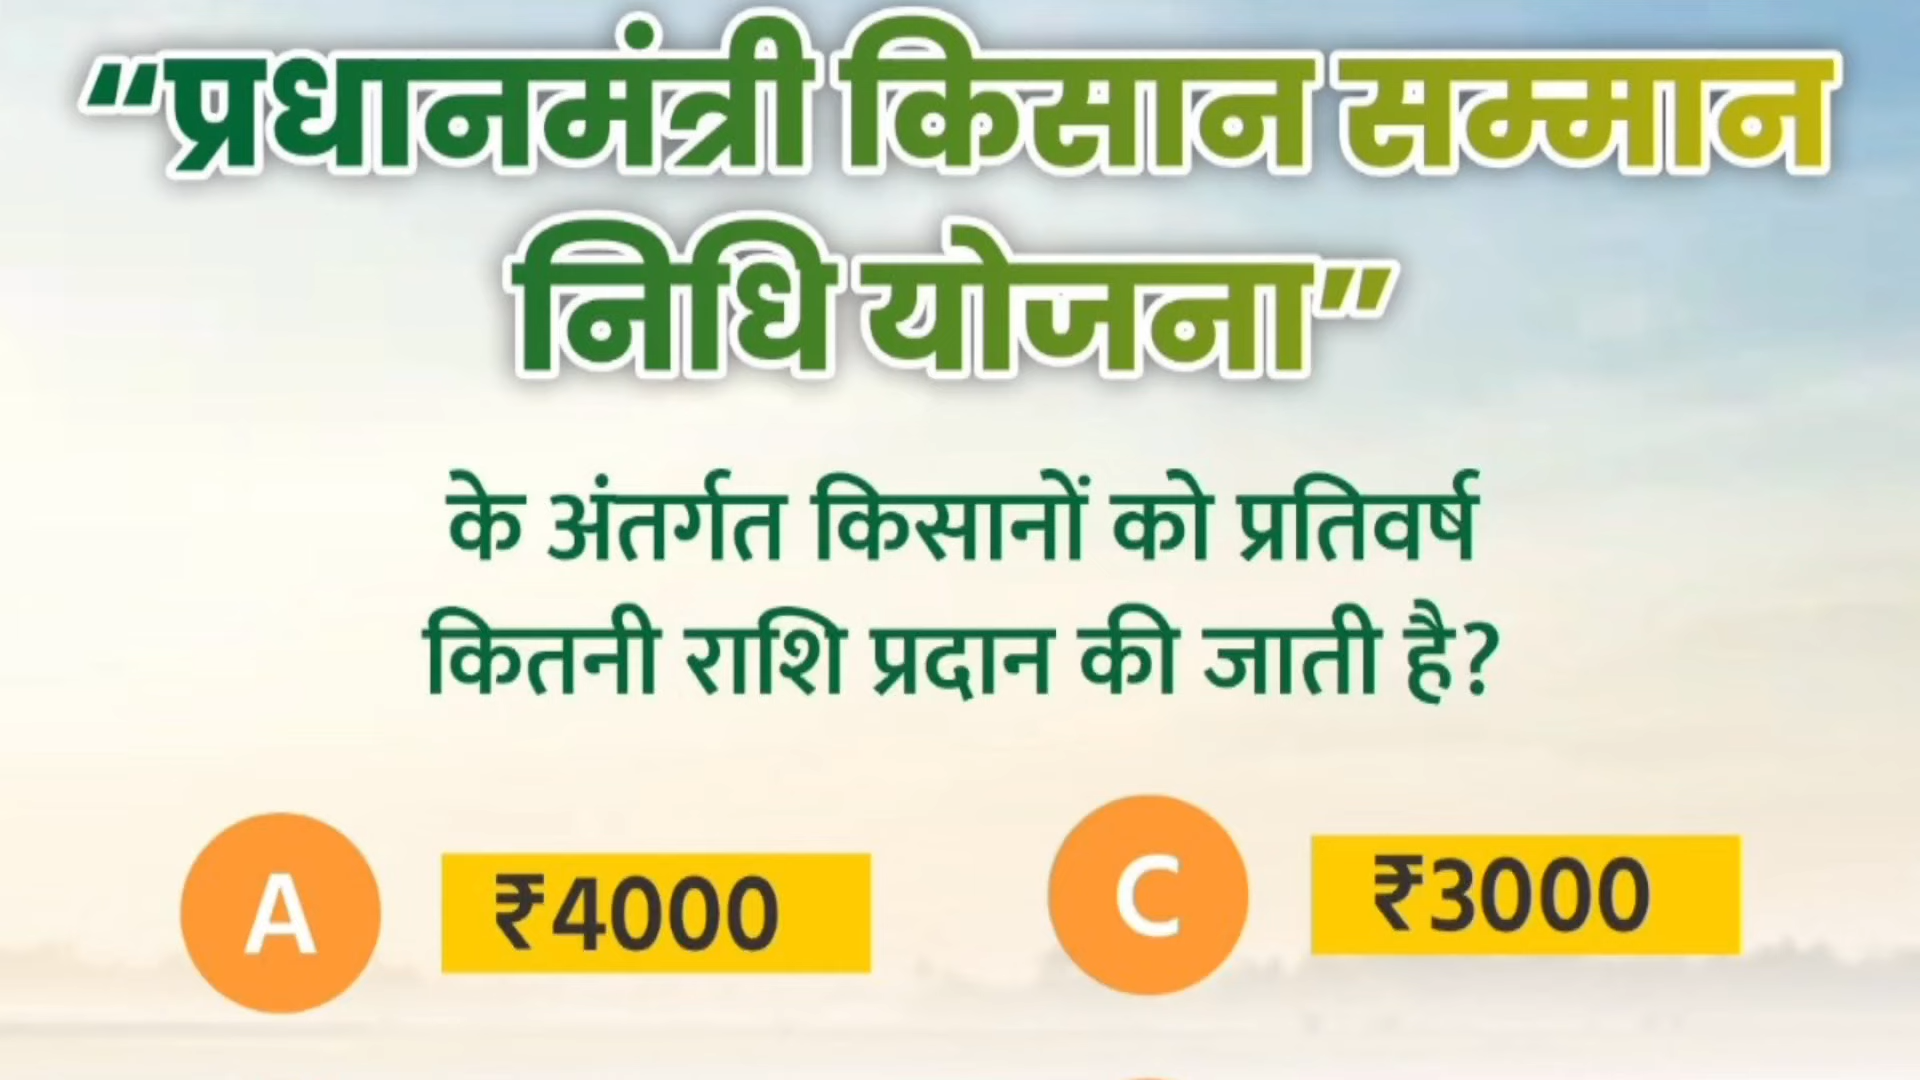 “प्रधानमंत्री किसान सम्मान
निधि योजना”
के अंतर्गत किसानों को प्रतिवर्ष
कितनी राशि प्रदान की जाती है?
A ₹4000
C ₹3000